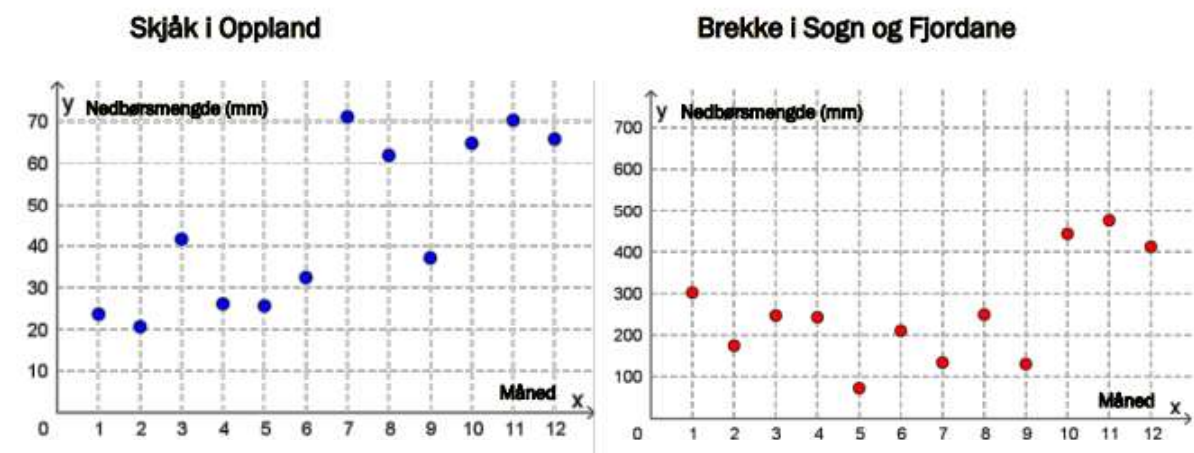 Skjåk i Oppland
y Nedbørsmengde (mm)
70
60
50
40
30
20
10
Måned x
0 1 2 3 4 5 6 7 8 9 10 11 12
Brekke i Sogn og Fjordane
y Nedbørsmengde (mm)
700
600
500
400
300
200
100
Måned x
0 1 2 3 4 5 6 7 8 9 10 11 12